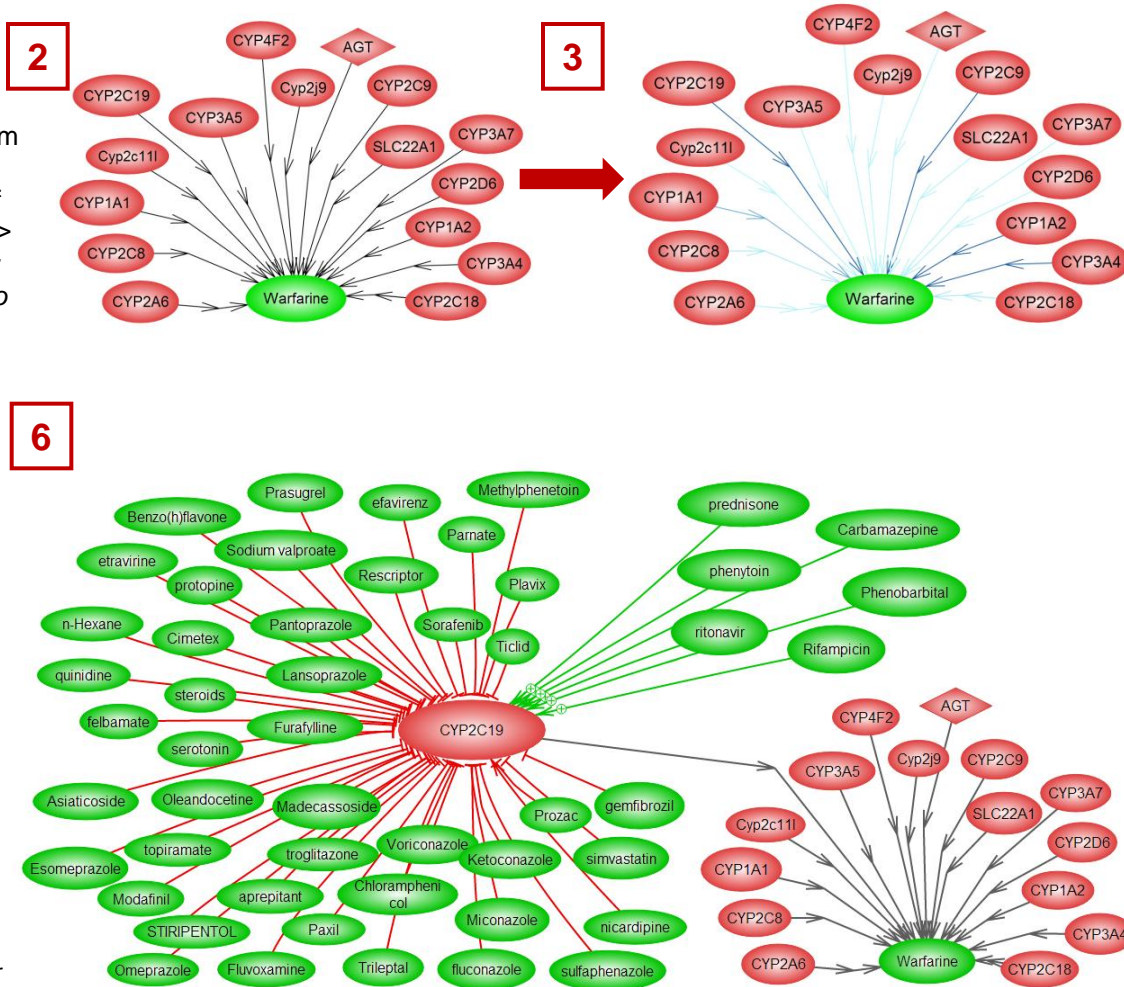 2
CYP4F2
AGT
CYP2C19
Cyp2j9
CYP2C9
CYP3A5
CYP3A7
SLC22A1
Cyp2c11l
CYP2D6
CYP1A1
CYP1A2
CYP2C8
CYP3A4
CYP2A6
Warfarine
CYP2C18
m
>
3
CYP4F2
AGT
CYP2C19
Cyp2j9
CYP2C9
CYP3A5
CYP3A7
SLC22A1
Cyp2c11l
CYP2D6
CYP1A1
CYP1A2
CYP2C8
CYP3A4
CYP2A6
Warfarine
CYP2C18
6
Prasugrel
efavirenz
Methylphenetoin
Benzo(h)flavone
Parnate
Sodium valproate
etravirine
Rescriptor
protopine
Plavix
n-Hexane
Pantoprazole
Sorafenib
Cimetex
Ticlid
quinidine
Lansoprazole
steroids
felbamate
Furafylline
serotonin
CYP2C19
prednisone
Carbamazepine
phenytoin
Phenobarbital
ritonavir
Rifampicin
Asiaticoside
Oleandocetine
Madecassoside
gemfibrozil
Prozac
Esomeprazole
topiramate
troglitazone
Voriconazole
Ketoconazole
simvastatin
Modafinil
aprepitant
Chlorampheni
col
STIRIPENTOL
Paxil
Miconazole
nicardipine
Omeprazole
Fluvoxamine
Trileptal
fluconazole
sulfaphenazole
CYP4F2
AGT
CYP3A5
Cyp2j9
CYP2C9
CYP3A7
SLC22A1
Cyp2c11l
CYP2D6
CYP1A1
CYP1A2
CYP2C8
CYP3A4
CYP2A6
Warfarine
CYP2C18